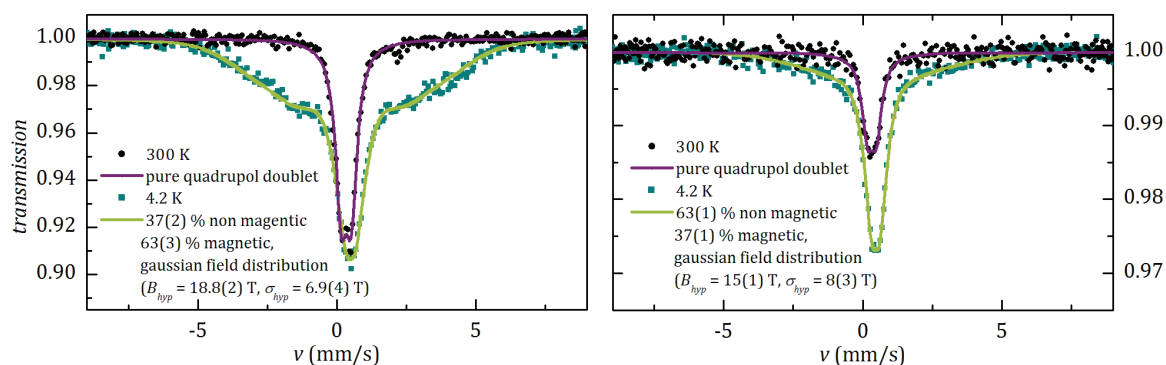 1.00
0.98
0.96
0.94
0.92
0.90
transmission
300 K
pure quadrupol doublet
4.2 K
37(2) % non magentic
63(3) % magnetic,
gaussian field distribution
(B_hyp = 18.8(2) T, σ_hyp = 6.9(4) T)
-5 0 5
v (mm/s)
300 K
pure quadrupol doublet
4.2 K
63(1) % non magnetic
37(1) % magnetic,
gaussian field distribution
(B_hyp = 15(1) T, σ_hyp = 8(3) T)
1.00
0.99
0.98
0.97
-5 0 5
v (mm/s)